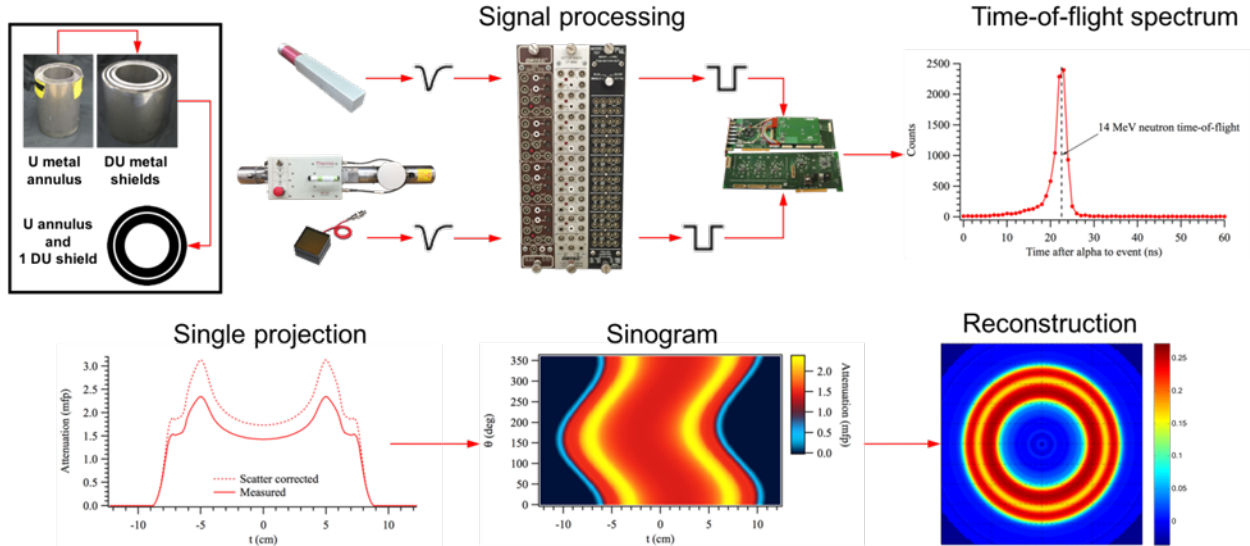 Signal processing
Time-of-flight spectrum
U metal
annulus
DU metal
shields
U annulus
and
1 DU shield
2500
2000
1500
1000
500
0
Counts
14 MeV neutron time-of-flight
0 10 20 30 40 50 60
Time after alpha to event (ns)
Single projection
Sinogram
Reconstruction
3.0
2.5
2.0
1.5
1.0
0.5
0.0
Attenuation (mfp)
Scatter corrected
Measured
-10 -5 0 5 10
t (cm)
350
300
250
200
150
100
50
0
θ (deg)
-10 -5 0 5 10
t (cm)
2.0
1.5
1.0
0.5
0.0
Attenuation (mfp)
0.25
0.2
0.15
0.1
0.05
0